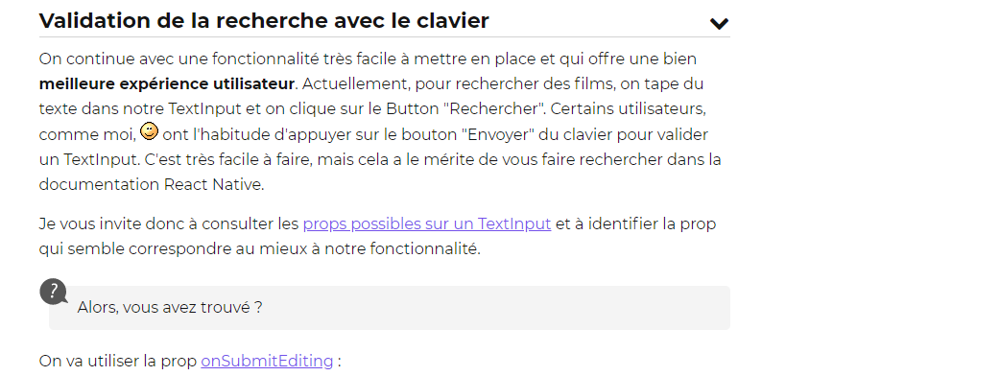 Validation de la recherche avec le clavier
On continue avec une fonctionnalité très facile à mettre en place et qui offre une bien
meilleure expérience utilisateur. Actuellement, pour rechercher des films, on tape du
texte dans notre TextInput et on clique sur le Button "Rechercher". Certains utilisateurs,
comme moi, ont l'habitude d'appuyer sur le bouton "Envoyer" du clavier pour valider
un TextInput. C'est très facile à faire, mais cela a le mérite de vous faire rechercher dans la
documentation React Native.
Je vous invite donc à consulter les props possibles sur un TextInput et à identifier la prop
qui semble correspondre au mieux à notre fonctionnalité.
?
Alors, vous avez trouvé ?
On va utiliser la prop onSubmitEditing :